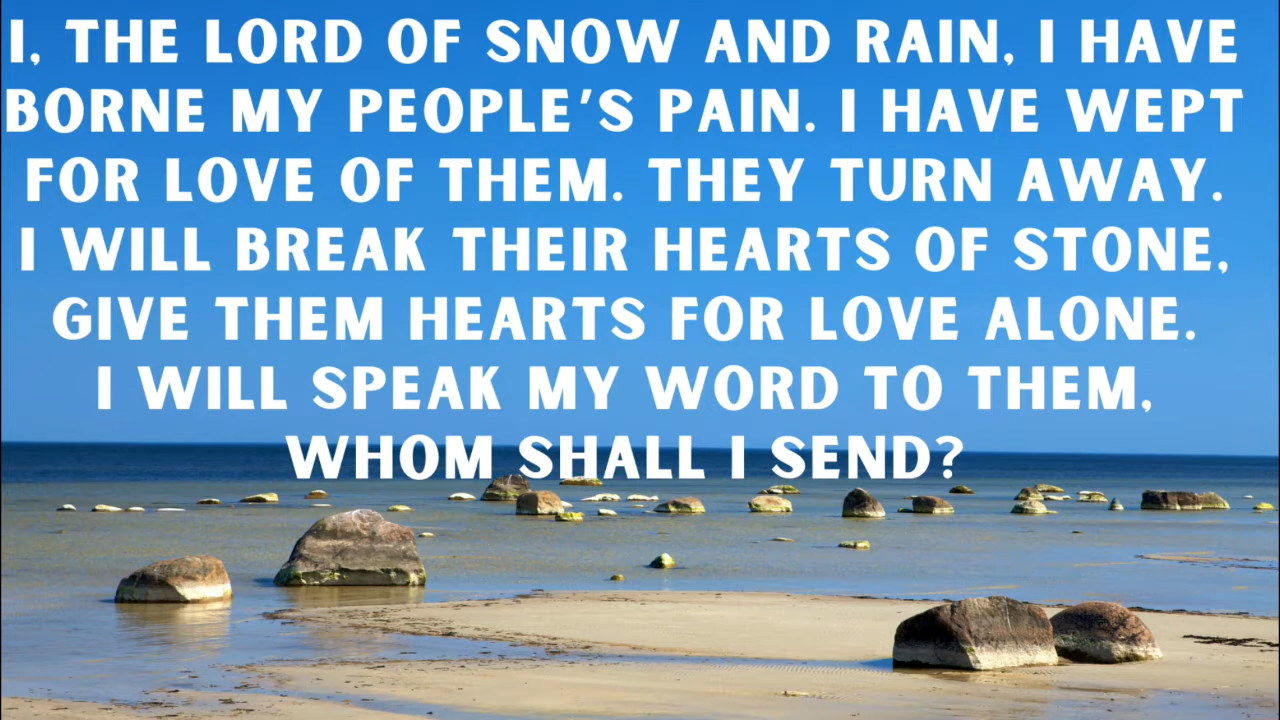 I, THE LORD OF SNOW AND RAIN, I HAVE
BORNE MY PEOPLE'S PAIN. I HAVE WEPT
FOR LOVE OF THEM. THEY TURN AWAY.
I WILL BREAK THEIR HEARTS OF STONE,
GIVE THEM HEARTS FOR LOVE ALONE.
I WILL SPEAK MY WORD TO THEM,
WHOM SHALL I SEND?